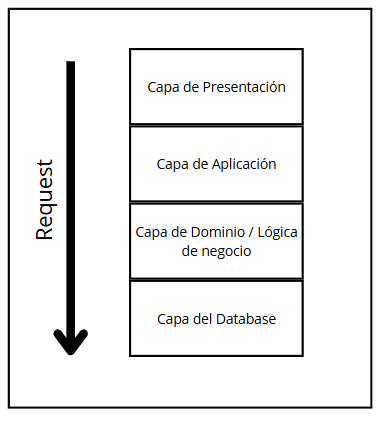 Request
Capa de Presentación
Capa de Aplicación
Capa de Dominio / Lógica
de negocio
Capa del Database